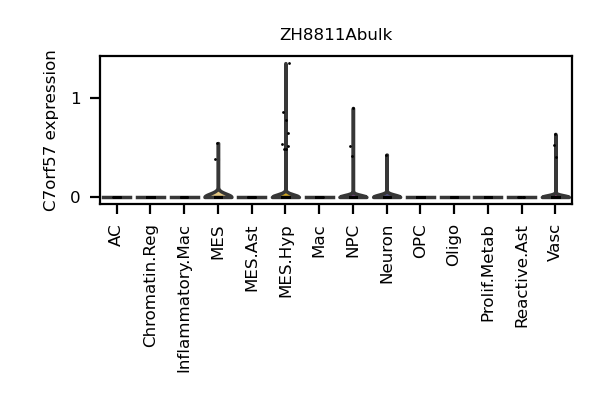 ZH8811Abulk
C7orf57 expression
1
0
AC
Chromatin.Reg
Inflammatory.Mac
MES
MES.Ast
MES.Hyp
Mac
NPC
Neuron
OPC
Oligo
Prolif.Metab
Reactive.Ast
Vasc